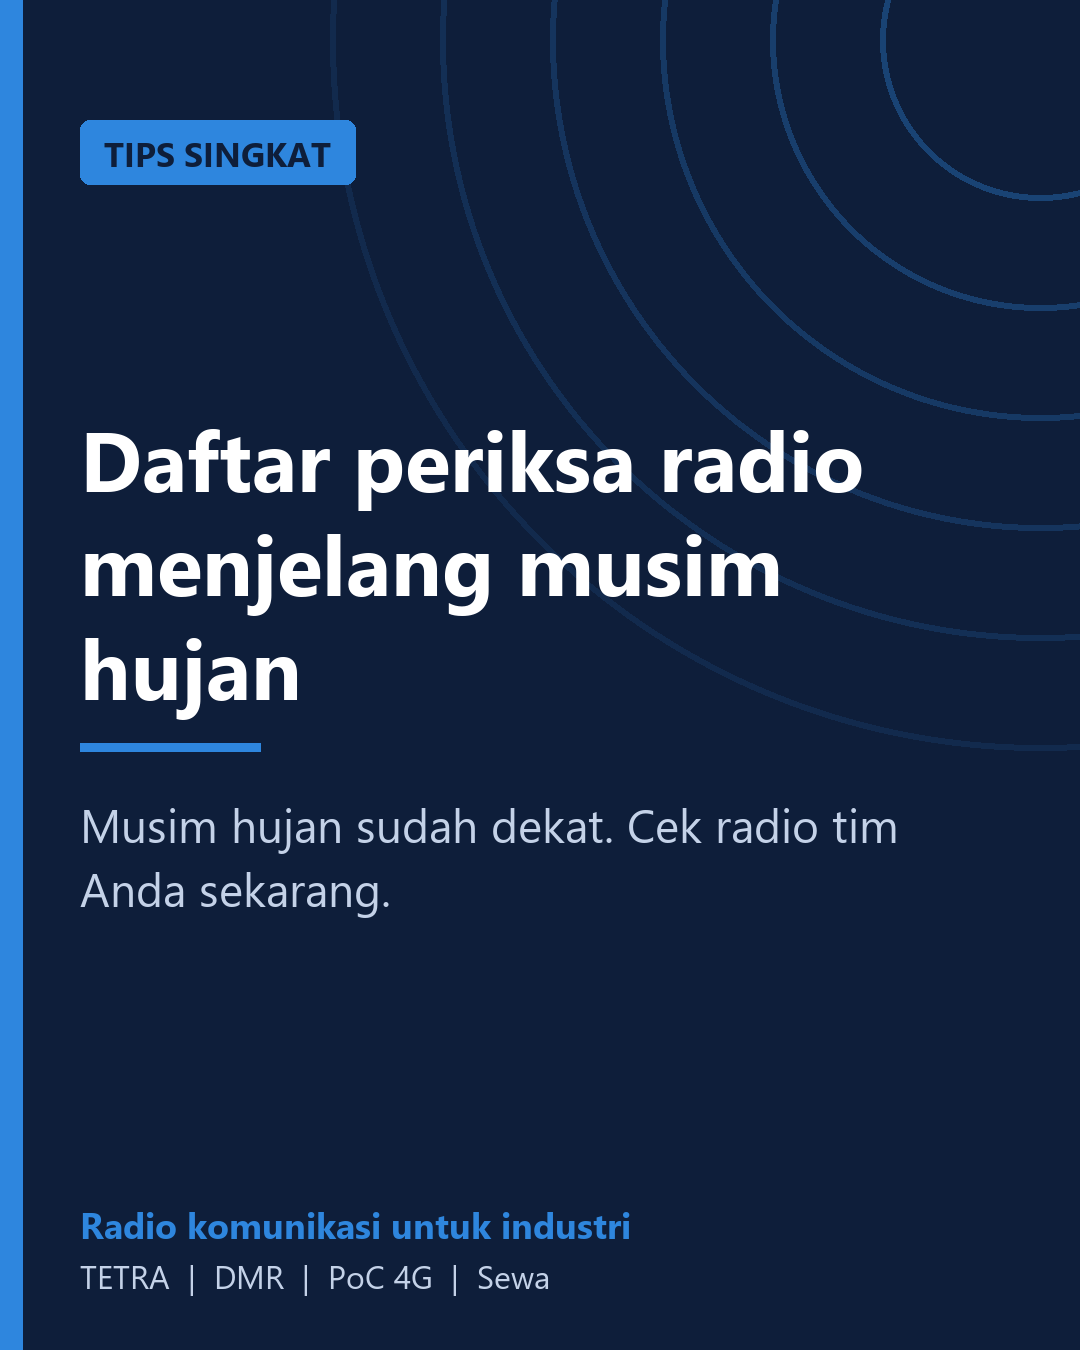 TIPS SINGKAT
Daftar periksa radio
menjelang musim
hujan
Musim hujan sudah dekat. Cek radio tim
Anda sekarang.
Radio komunikasi untuk industri
TETRA | DMR | PoC 4G | Sewa